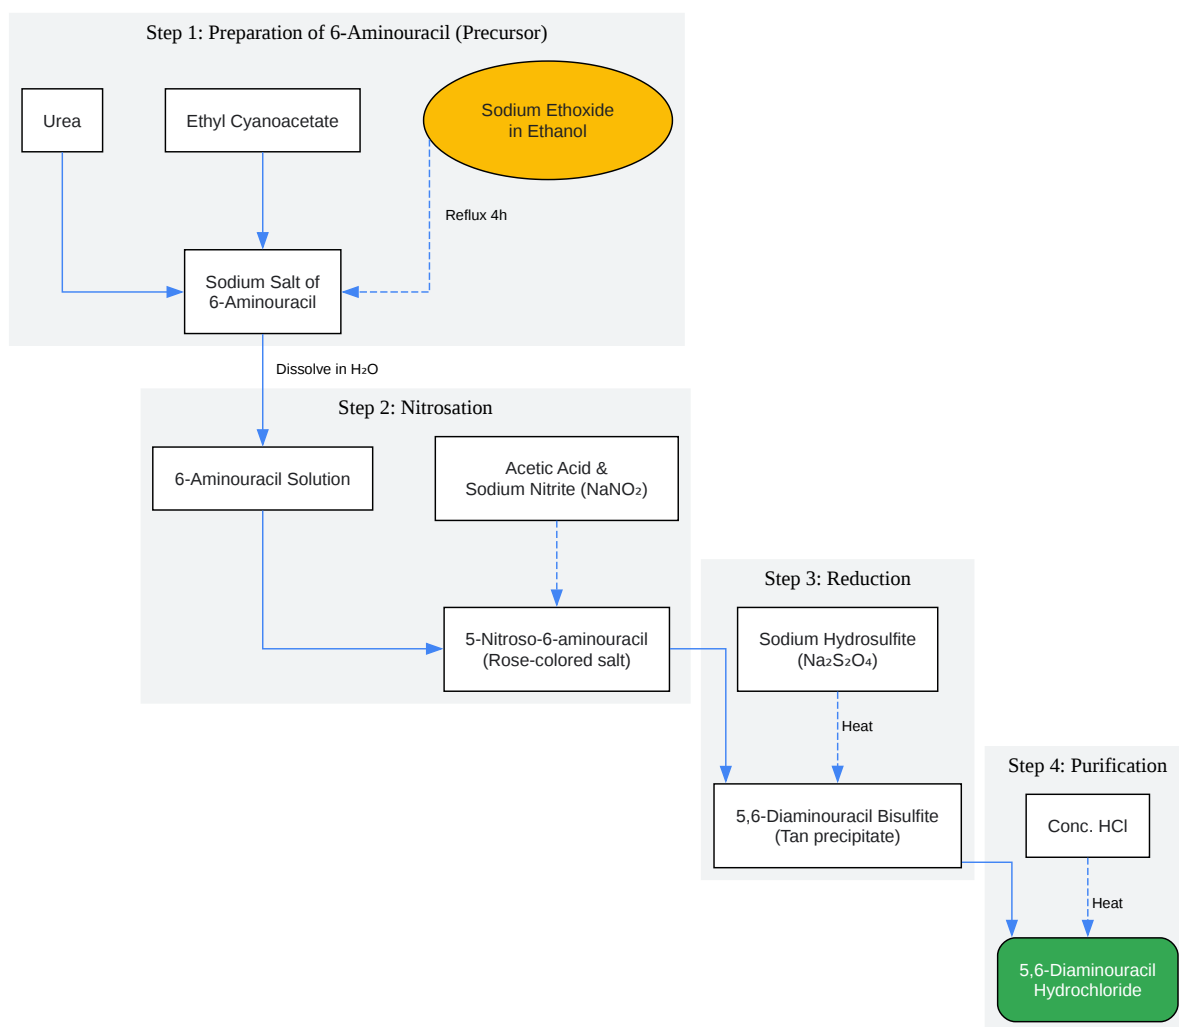 Step 1: Preparation of 6-Aminouracil (Precursor)
Urea
Ethyl Cyanoacetate
Sodium Ethoxide
in Ethanol
Reflux 4h
Sodium Salt of
6-Aminouracil
Dissolve in H₂O
Step 2: Nitrosation
6-Aminouracil Solution
Acetic Acid &
Sodium Nitrite (NaNO₂)
5-Nitroso-6-aminouracil
(Rose-colored salt)
Step 3: Reduction
Sodium Hydrosulfite
(Na₂S₂O₄)
Heat
5,6-Diaminouracil Bisulfite
(Tan precipitate)
Step 4: Purification
Conc. HCl
Heat
5,6-Diaminouracil
Hydrochloride